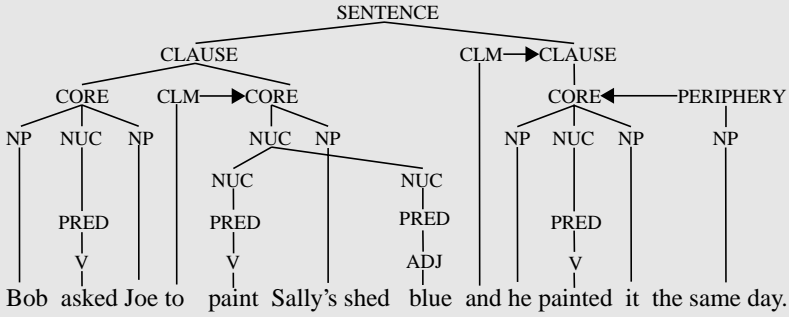 SENTENCE
CLAUSE CLM CLAUSE
CORE CLM CORE CORE PERIPHERY
NP NUC NP NUC NP NP NUC NP NP
NUC NUC
PRED PRED PRED PRED
V V ADJ V
Bob asked Joe to paint Sally's shed blue and he painted it the same day.